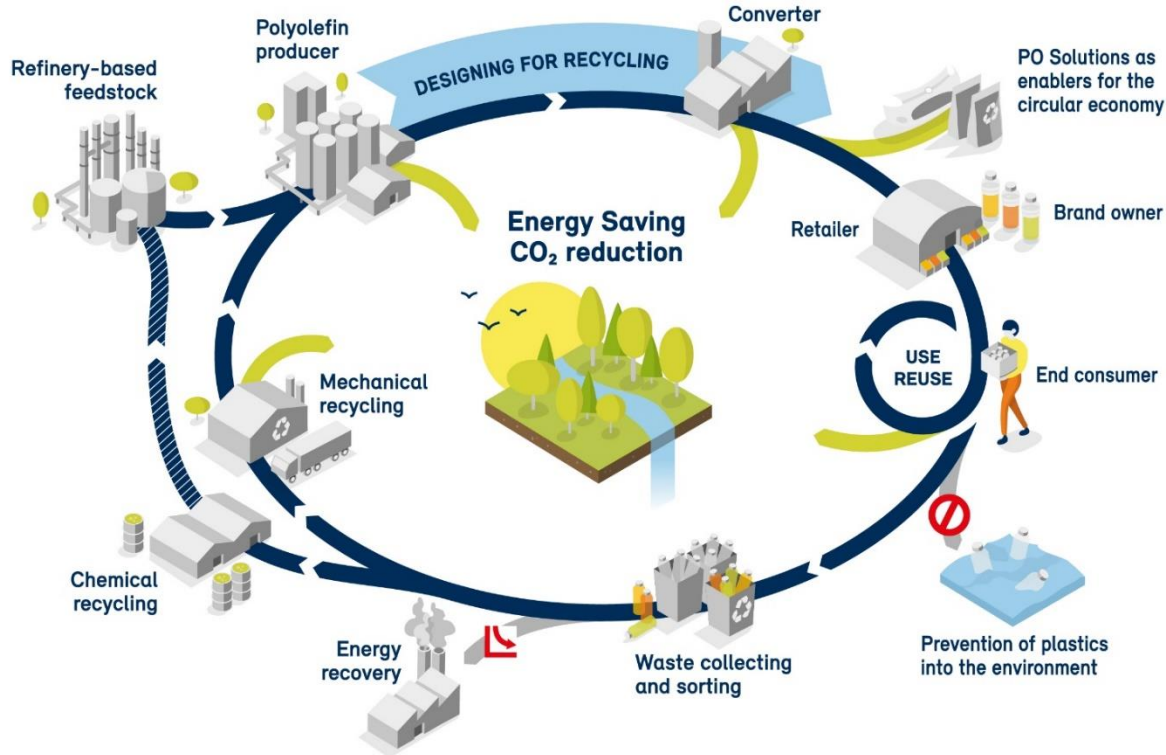 Converter
Polyolefin
producer
PO Solutions as
enablers for the
circular economy
Refinery-based
feedstock
DESIGNING FOR RECYCLING
Energy Saving
CO₂ reduction
Retailer
Brand owner
USE
REUSE
End consumer
Mechanical
recycling
Chemical
recycling
Energy
recovery
Waste collecting
and sorting
Prevention of plastics
into the environment